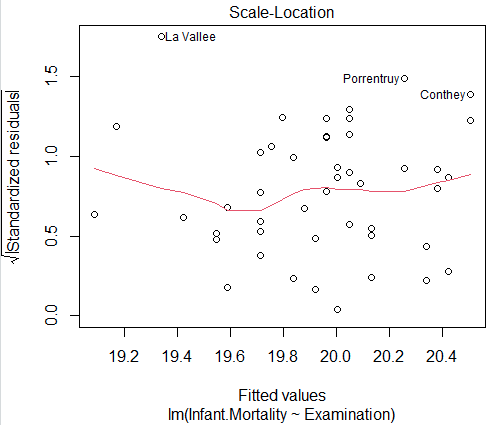 Scale-Location
La Vallee
Porrentruy
Conthey
√|Standardized residuals|
1.5
1.0
0.5
0.0
19.2 19.4 19.6 19.8 20.0 20.2 20.4
Fitted values
lm(Infant.Mortality ~ Examination)